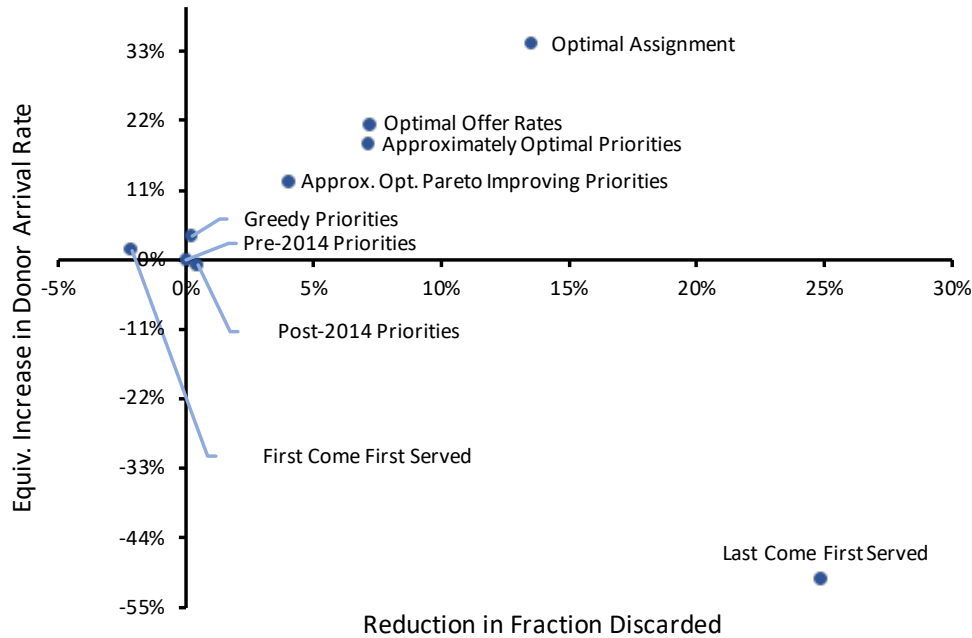 33%
Optimal Assignment
22%
Optimal Offer Rates
Approximately Optimal Priorities
11%
Approx. Opt. Pareto Improving Priorities
Greedy Priorities
Pre-2014 Priorities
0%
-5% 0% 5% 10% 15% 20% 25% 30%
-11%
Post-2014 Priorities
-22%
First Come First Served
-33%
-44%
Last Come First Served
-55%
Equiv. Increase in Donor Arrival Rate
Reduction in Fraction Discarded